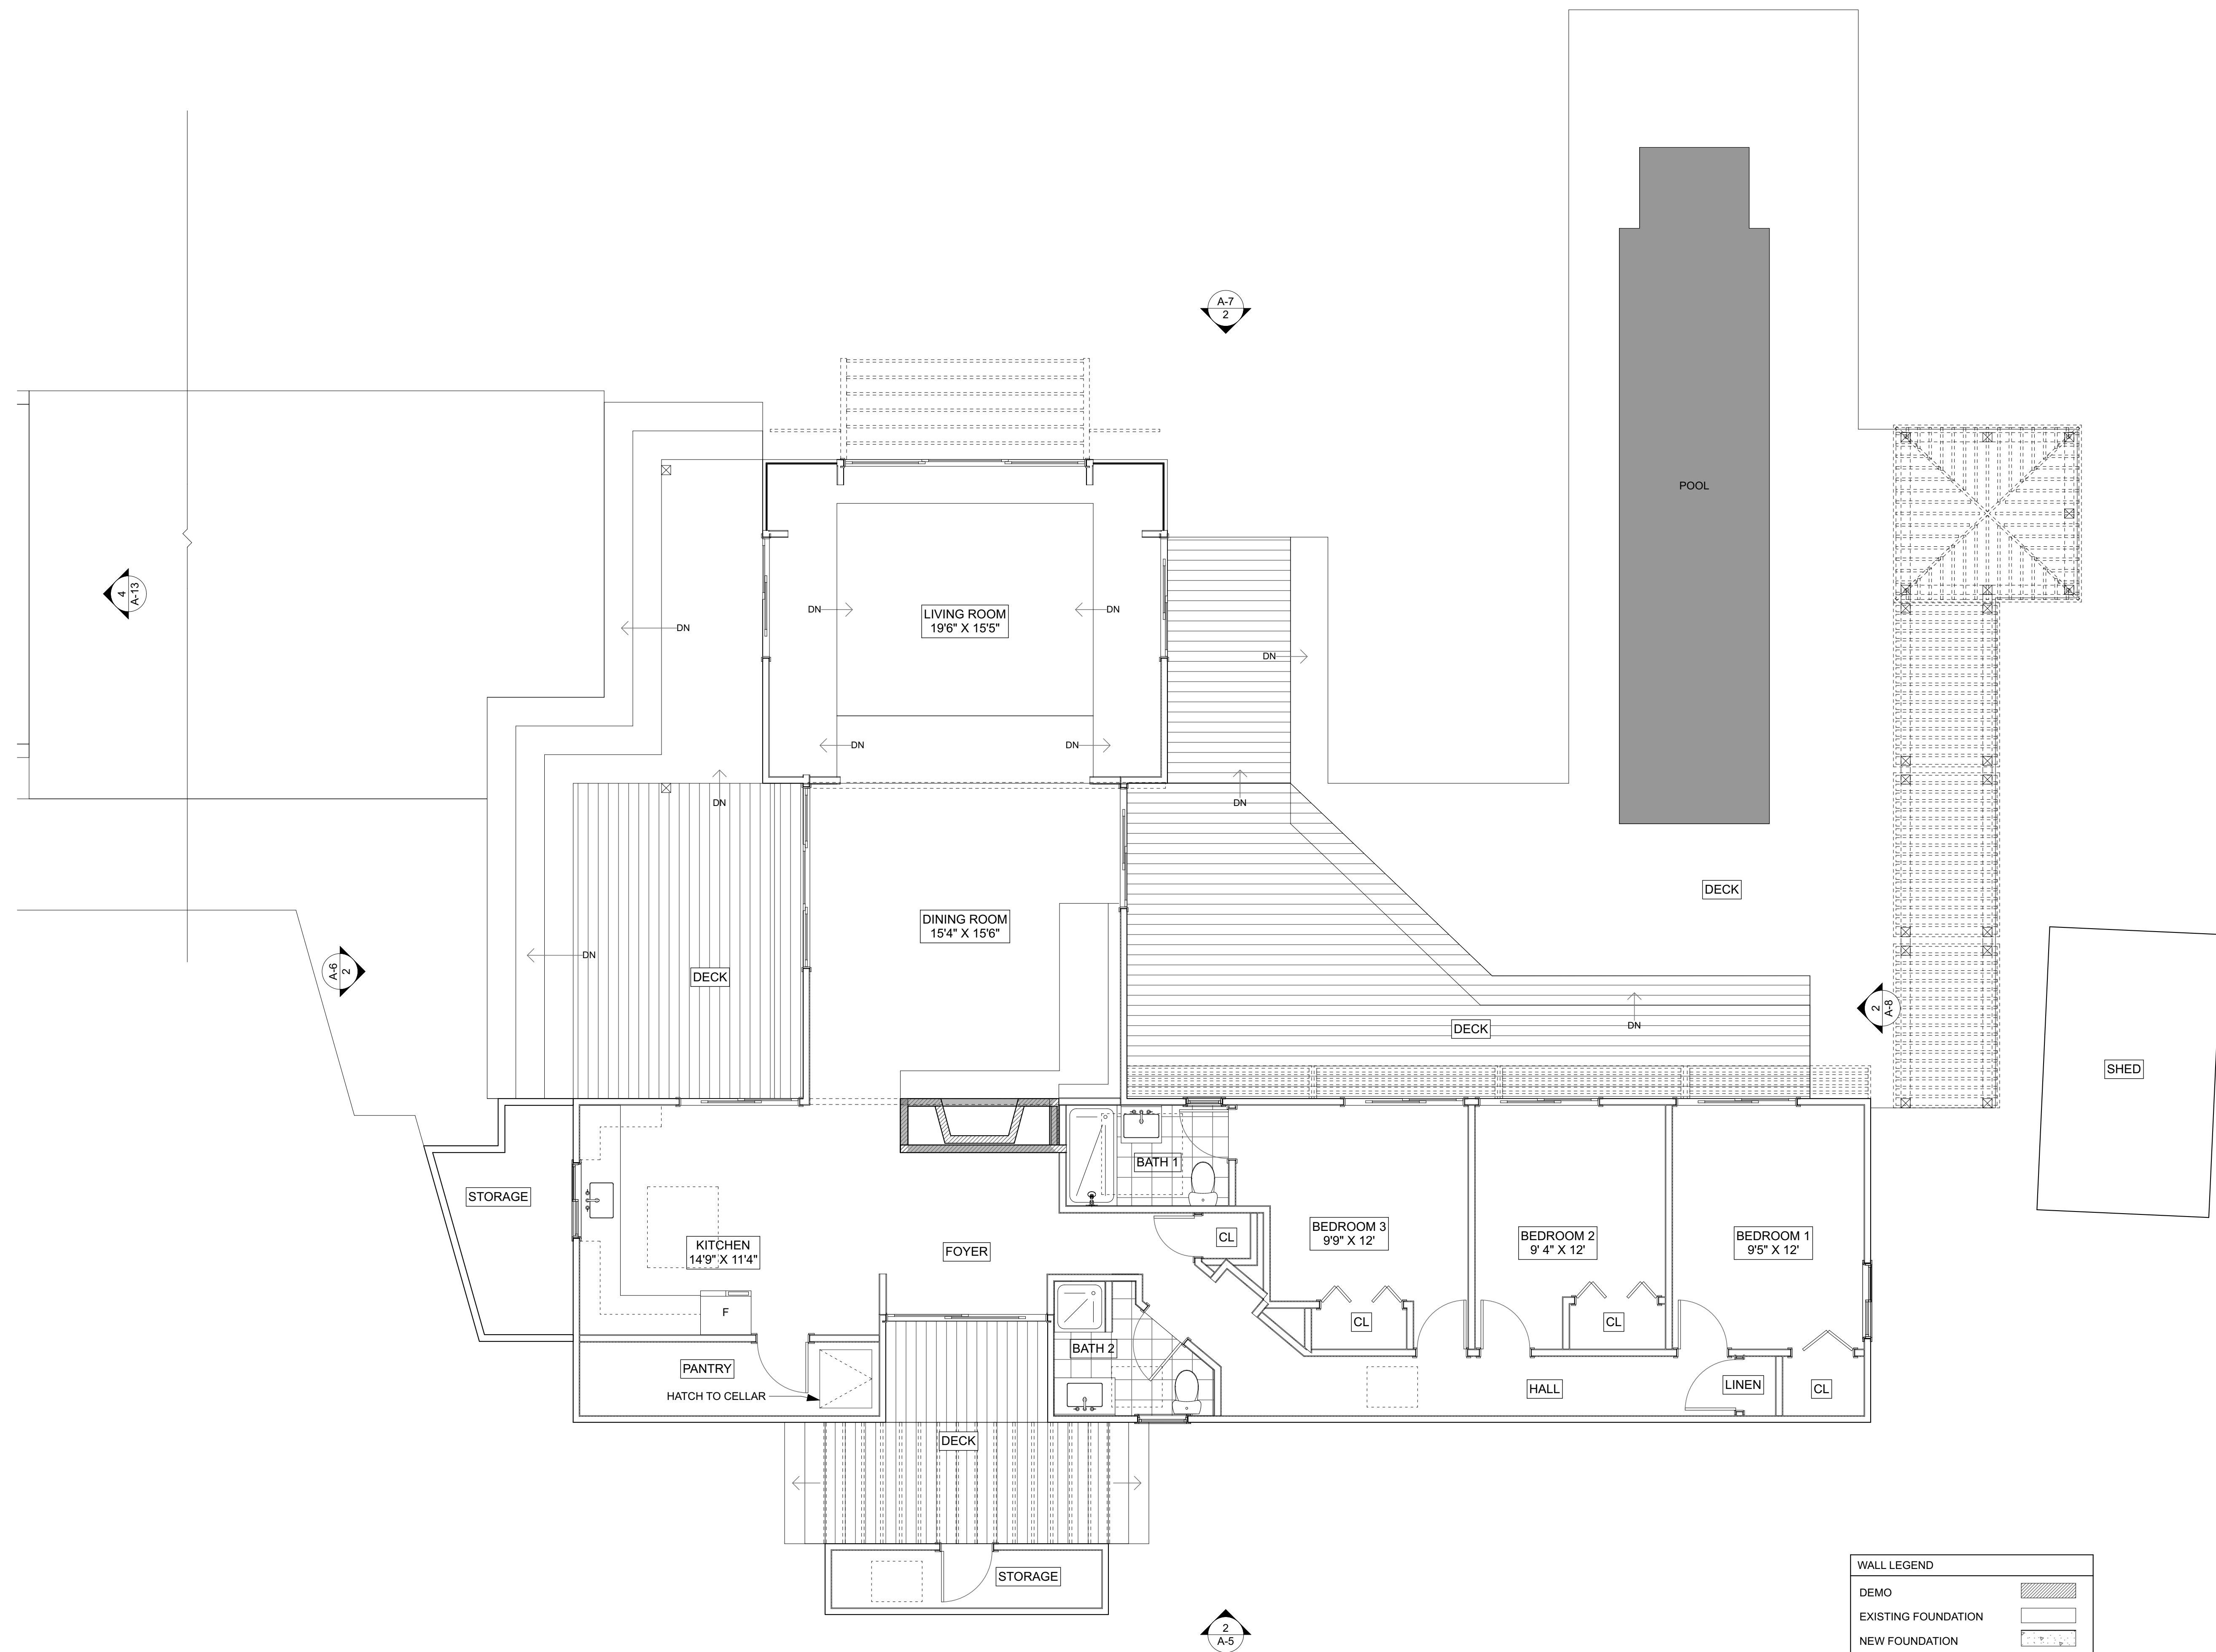 A-7
2
POOL
4
A-13
DN
DN
LIVING ROOM
19'6" X 15'5"
DN
DN
DN
DN
DN
DN
DN
DECK
DINING ROOM
15'4" X 15'6"
DN
DECK
A-6
2
2
A-8
DECK
DN
SHED
BATH 1
STORAGE
BEDROOM 3
9'9" X 12'
CL
BEDROOM 2
9' 4" X 12'
BEDROOM 1
9'5" X 12'
KITCHEN
14'9" X 11'4"
FOYER
F
CL
CL
BATH 2
PANTRY
HATCH TO CELLAR
HALL
LINEN
CL
DECK
STORAGE
2
A-5
WALL LEGEND
DEMO
EXISTING FOUNDATION
NEW FOUNDATION